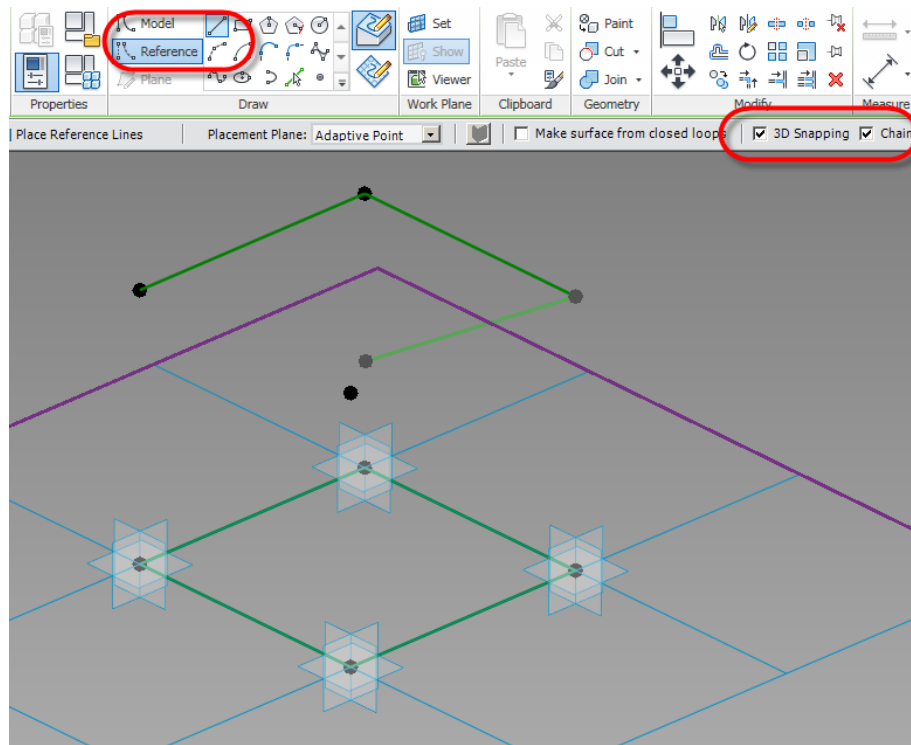 Model
Set
Paint
Reference
Show
Paste
Cut
Plane
Viewer
Join
Properties
Draw
Work Plane
Clipboard
Geometry
Modify
Measure
Place Reference Lines
Placement Plane: Adaptive Point
Make surface from closed loops
3D Snapping
Chain